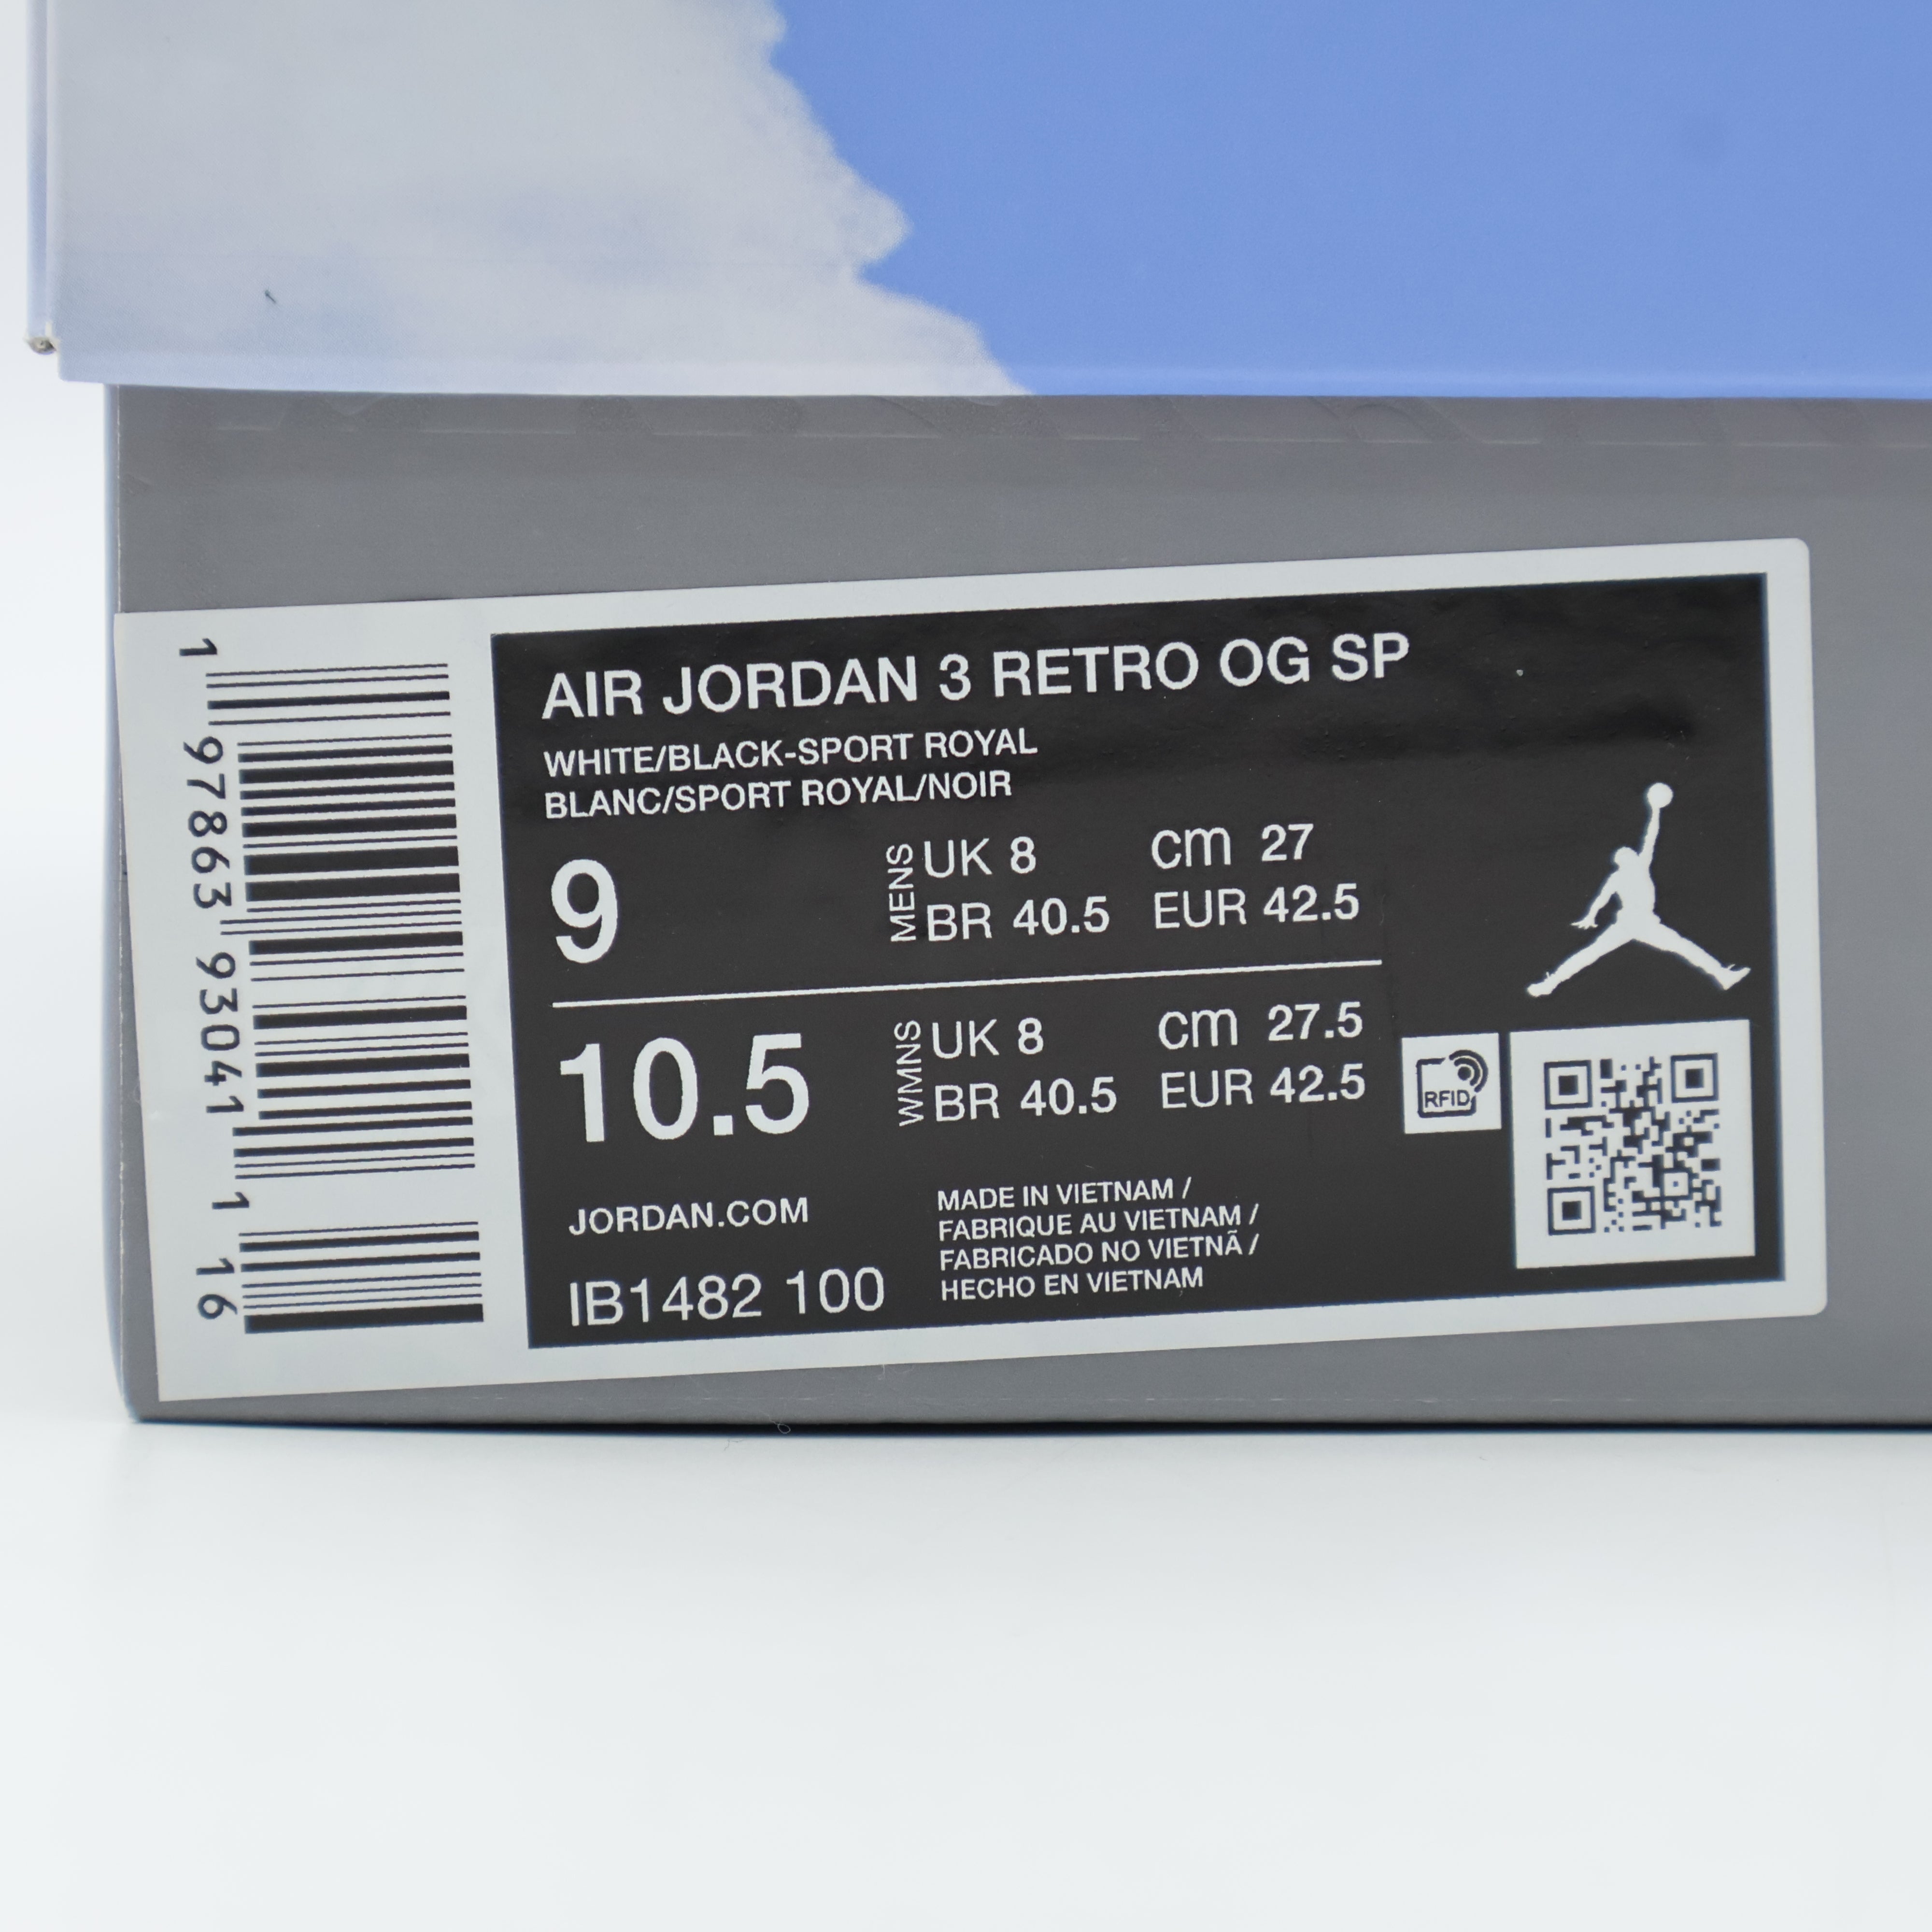 AIR JORDAN 3 RETRO OG SP
WHITE/BLACK-SPORT ROYAL
BLANC/SPORT ROYAL/NOIR
9
MENS
UK 8 cm 27
BR 40.5 EUR 42.5
10.5
WMNS
UK 8 cm 27.5
BR 40.5 EUR 42.5
RFID
JORDAN.COM
IB1482 100
MADE IN VIETNAM /
FABRIQUE AU VIETNAM /
FABRICADO NO VIETNÃ /
HECHO EN VIETNAM
1 97863 93041 1 16